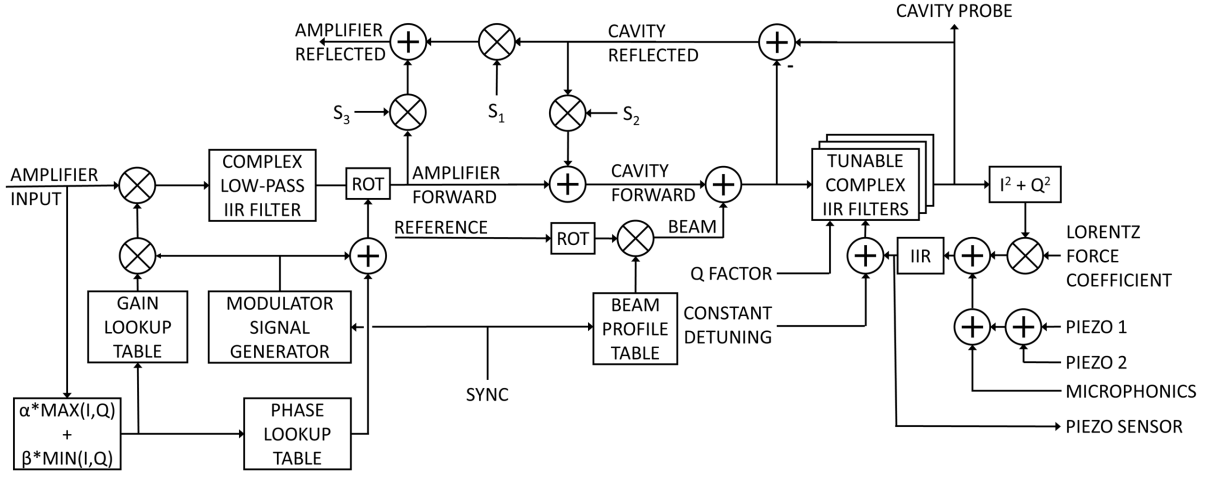 CAVITY PROBE
AMPLIFIER
REFLECTED
CAVITY
REFLECTED
-
S3
S1
S2
AMPLIFIER
INPUT
COMPLEX
LOW-PASS
IIR FILTER
ROT
AMPLIFIER
FORWARD
CAVITY
FORWARD
TUNABLE
COMPLEX
IIR FILTERS
I² + Q²
REFERENCE
ROT
BEAM
Q FACTOR
IIR
LORENTZ
FORCE
COEFFICIENT
GAIN
LOOKUP
TABLE
MODULATOR
SIGNAL
GENERATOR
BEAM
PROFILE
TABLE
CONSTANT
DETUNING
PIEZO 1
PIEZO 2
SYNC
MICROPHONICS
α*MAX(I,Q)
+
β*MIN(I,Q)
PHASE
LOOKUP
TABLE
PIEZO SENSOR